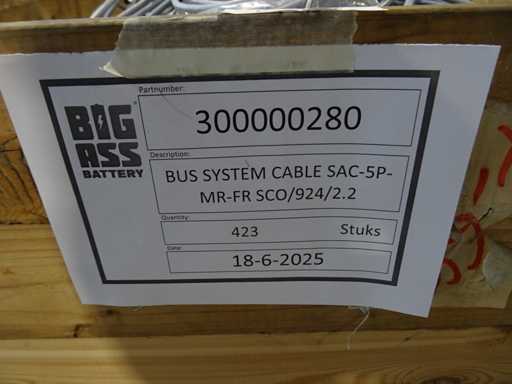 Partnumber:
BIG
ASS
BATTERY
300000280
Description:
BUS SYSTEM CABLE SAC-5P-
MR-FR SCO/924/2.2
Quantity:
423 Stuks
Date:
18-6-2025